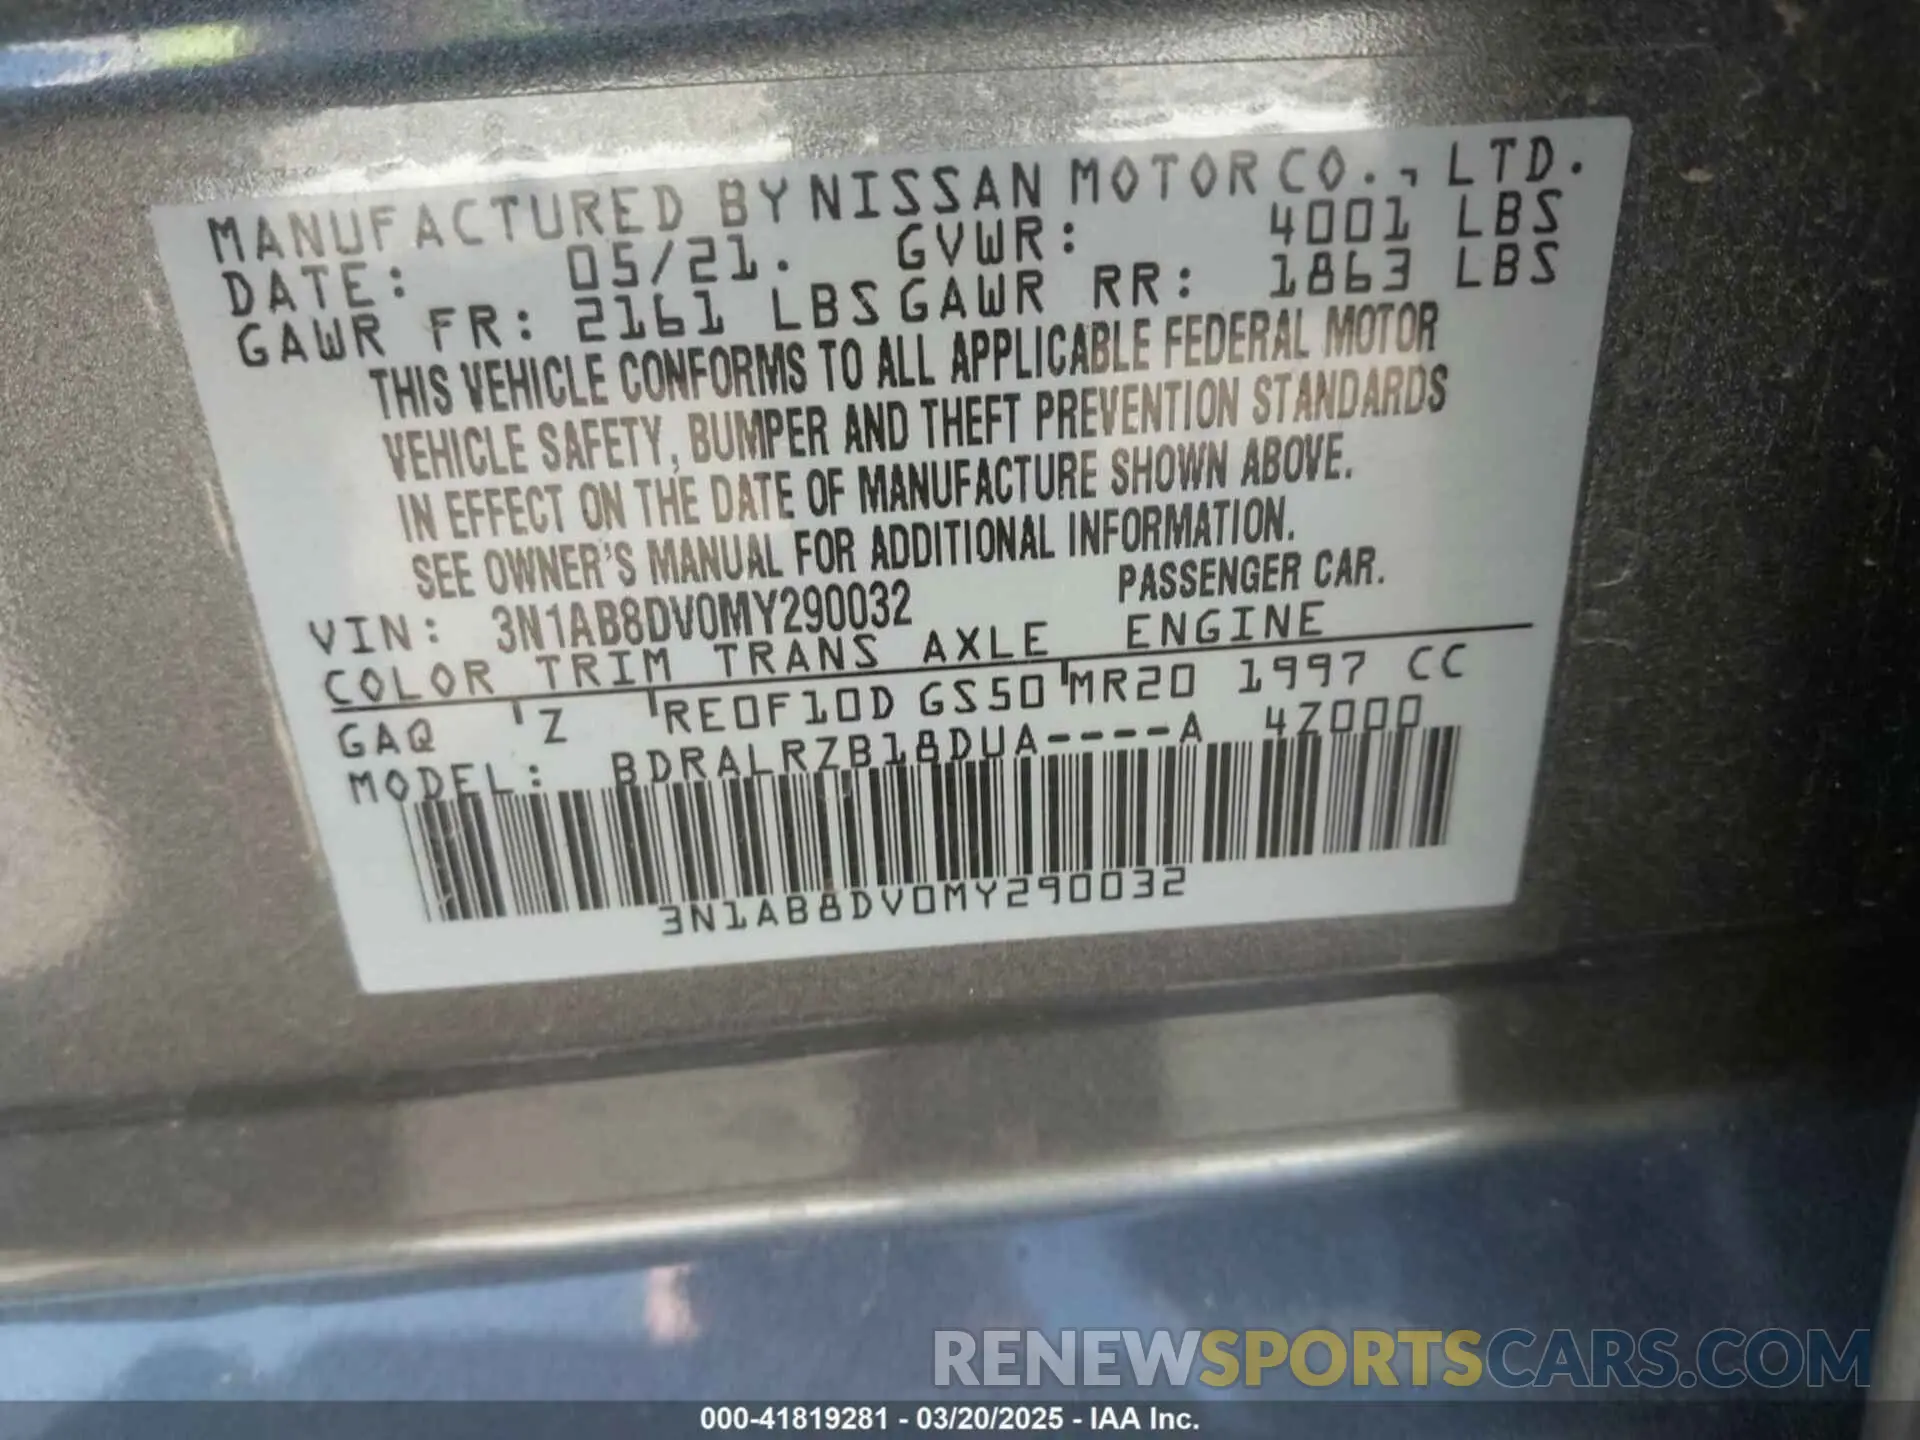 MANUFACTURED BY NISSAN MOTOR CO., LTD.
DATE: 05/21. GVWR: 4001 LBS
GAWR FR: 2161 LBS GAWR RR: 1863 LBS
THIS VEHICLE CONFORMS TO ALL APPLICABLE FEDERAL MOTOR
VEHICLE SAFETY, BUMPER AND THEFT PREVENTION STANDARDS
IN EFFECT ON THE DATE OF MANUFACTURE SHOWN ABOVE.
SEE OWNER'S MANUAL FOR ADDITIONAL INFORMATION.
VIN: 3N1AB8DV0MY290032 PASSENGER CAR.
COLOR TRIM TRANS AXLE ENGINE
GAQ Z RE0F10D GS50 MR20 1997 CC
MODEL: BDRALRZB18DUA----A 4Z000
3N1AB8DV0MY290032
RENEWSPORTSCARS.COM
000-41819281 - 03/20/2025 - IAA Inc.